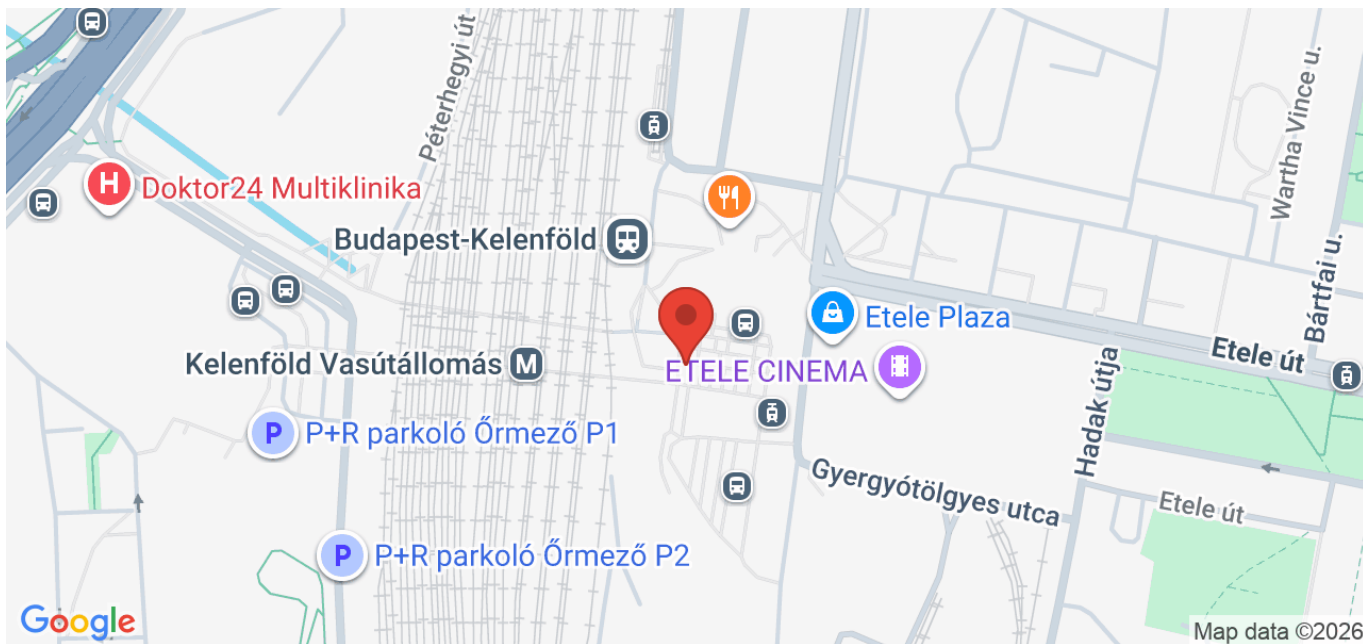 Péterhegyi út
Wartha Vince u.
H
Doktor24 Multiklinika
Budapest-Kelenföld
Bártfai u.
Etele Plaza
Etele út
Kelenföld Vasútállomás
M
ETELE CINEMA
Hadak útja
P
P+R parkoló Őrmező P1
Gyergyótölgyes utca
Etele út
P
P+R parkoló Őrmező P2
Google
Map data ©2026